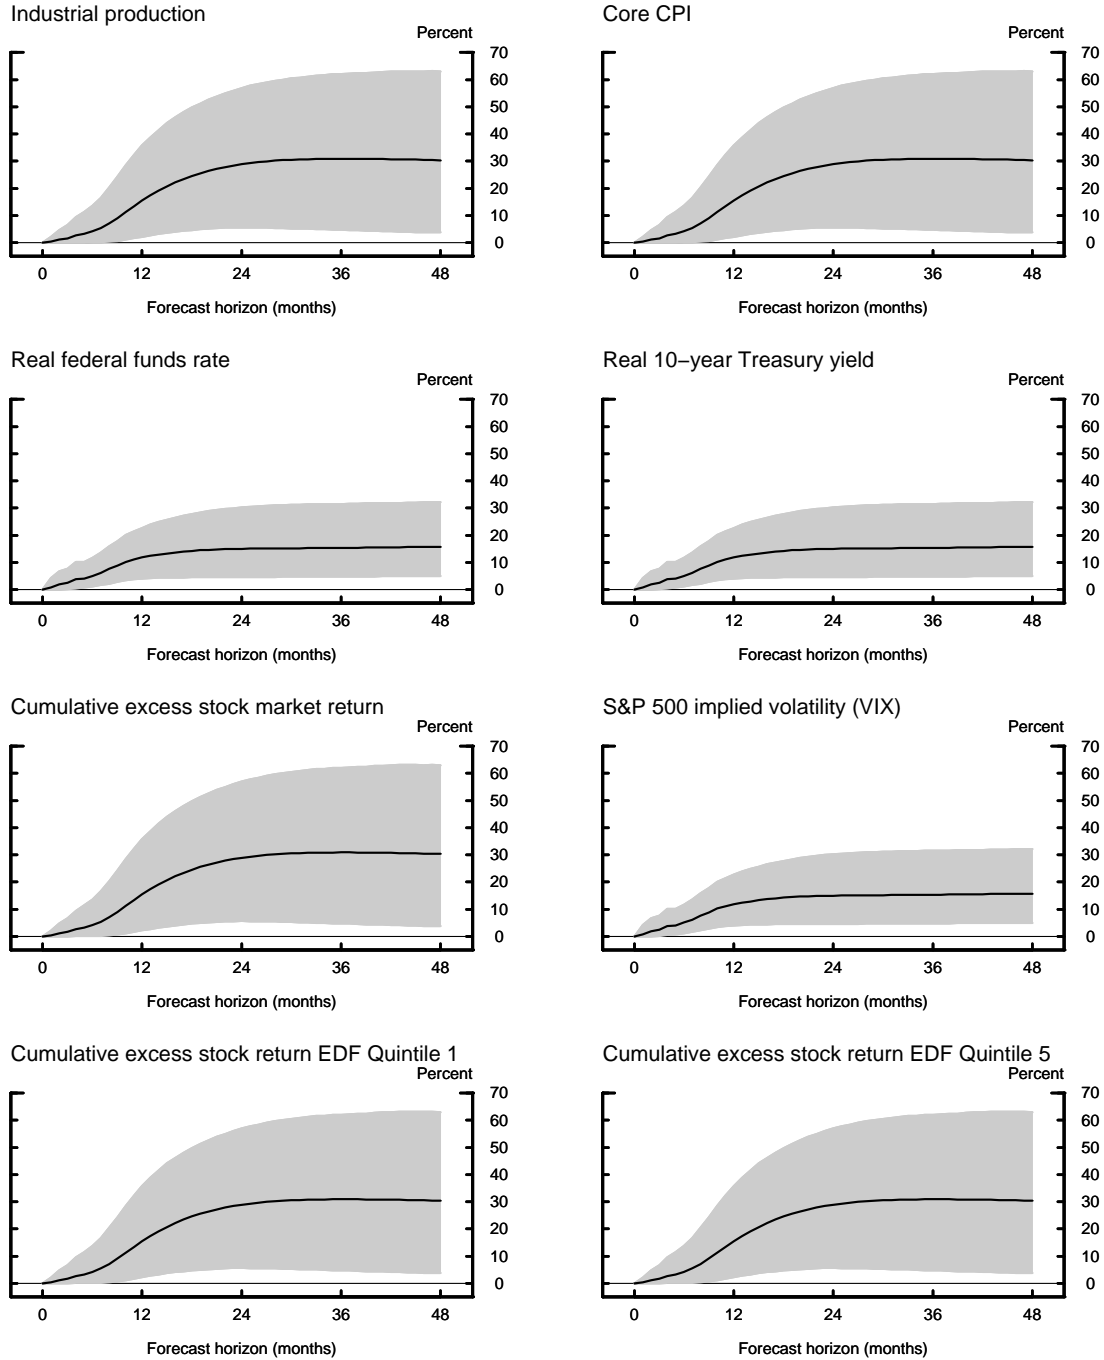 Industrial production
Percent
70
60
50
40
30
20
10
0
0 12 24 36 48
Forecast horizon (months)
Core CPI
Percent
70
60
50
40
30
20
10
0
0 12 24 36 48
Forecast horizon (months)
Real federal funds rate
Percent
70
60
50
40
30
20
10
0
0 12 24 36 48
Forecast horizon (months)
Real 10−year Treasury yield
Percent
70
60
50
40
30
20
10
0
0 12 24 36 48
Forecast horizon (months)
Cumulative excess stock market return
Percent
70
60
50
40
30
20
10
0
0 12 24 36 48
Forecast horizon (months)
S&P 500 implied volatility (VIX)
Percent
70
60
50
40
30
20
10
0
0 12 24 36 48
Forecast horizon (months)
Cumulative excess stock return EDF Quintile 1
Percent
70
60
50
40
30
20
10
0
0 12 24 36 48
Forecast horizon (months)
Cumulative excess stock return EDF Quintile 5
Percent
70
60
50
40
30
20
10
0
0 12 24 36 48
Forecast horizon (months)